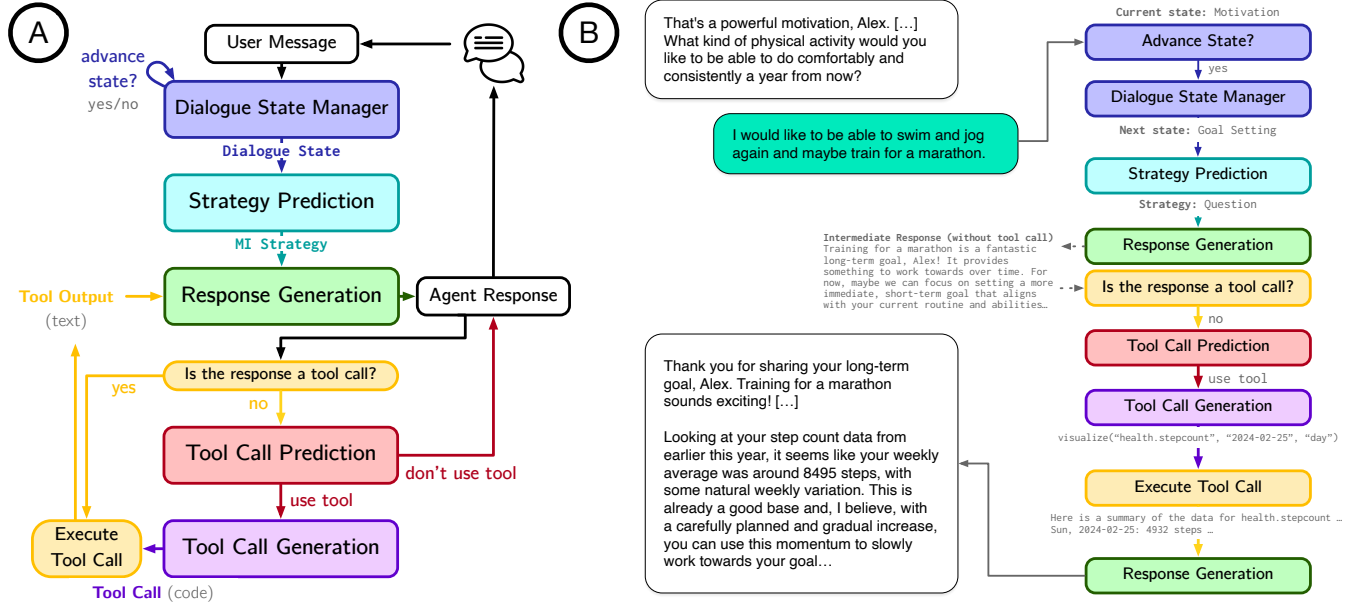 A
User Message
advance
state?
yes/no
Dialogue State Manager
Dialogue State
Strategy Prediction
MI Strategy
Tool Output
(text)
Response Generation
Agent Response
Is the response a tool call?
yes
no
Tool Call Prediction
don't use tool
use tool
Execute
Tool Call
Tool Call Generation
Tool Call (code)
B
That's a powerful motivation, Alex. […]
What kind of physical activity would you
like to be able to do comfortably and
consistently a year from now?
I would like to be able to swim and jog
again and maybe train for a marathon.
Current state: Motivation
Advance State?
yes
Dialogue State Manager
Next state: Goal Setting
Strategy Prediction
Strategy: Question
Response Generation
Intermediate Response (without tool call)
Training for a marathon is a fantastic
long-term goal, Alex! It provides
something to work towards over time. For
now, maybe we can focus on setting a more
immediate, short-term goal that aligns
with your current routine and abilities…
Is the response a tool call?
no
Tool Call Prediction
use tool
Tool Call Generation
visualize(“health.stepcount”, “2024-02-25”, “day”)
Execute Tool Call
Here is a summary of the data for health.stepcount …
Sun, 2024-02-25: 4932 steps …
Response Generation
Thank you for sharing your long-term
goal, Alex. Training for a marathon
sounds exciting! […]
Looking at your step count data from
earlier this year, it seems like your weekly
average was around 8495 steps, with
some natural weekly variation. This is
already a good base and, I believe, with
a carefully planned and gradual increase,
you can use this momentum to slowly
work towards your goal…